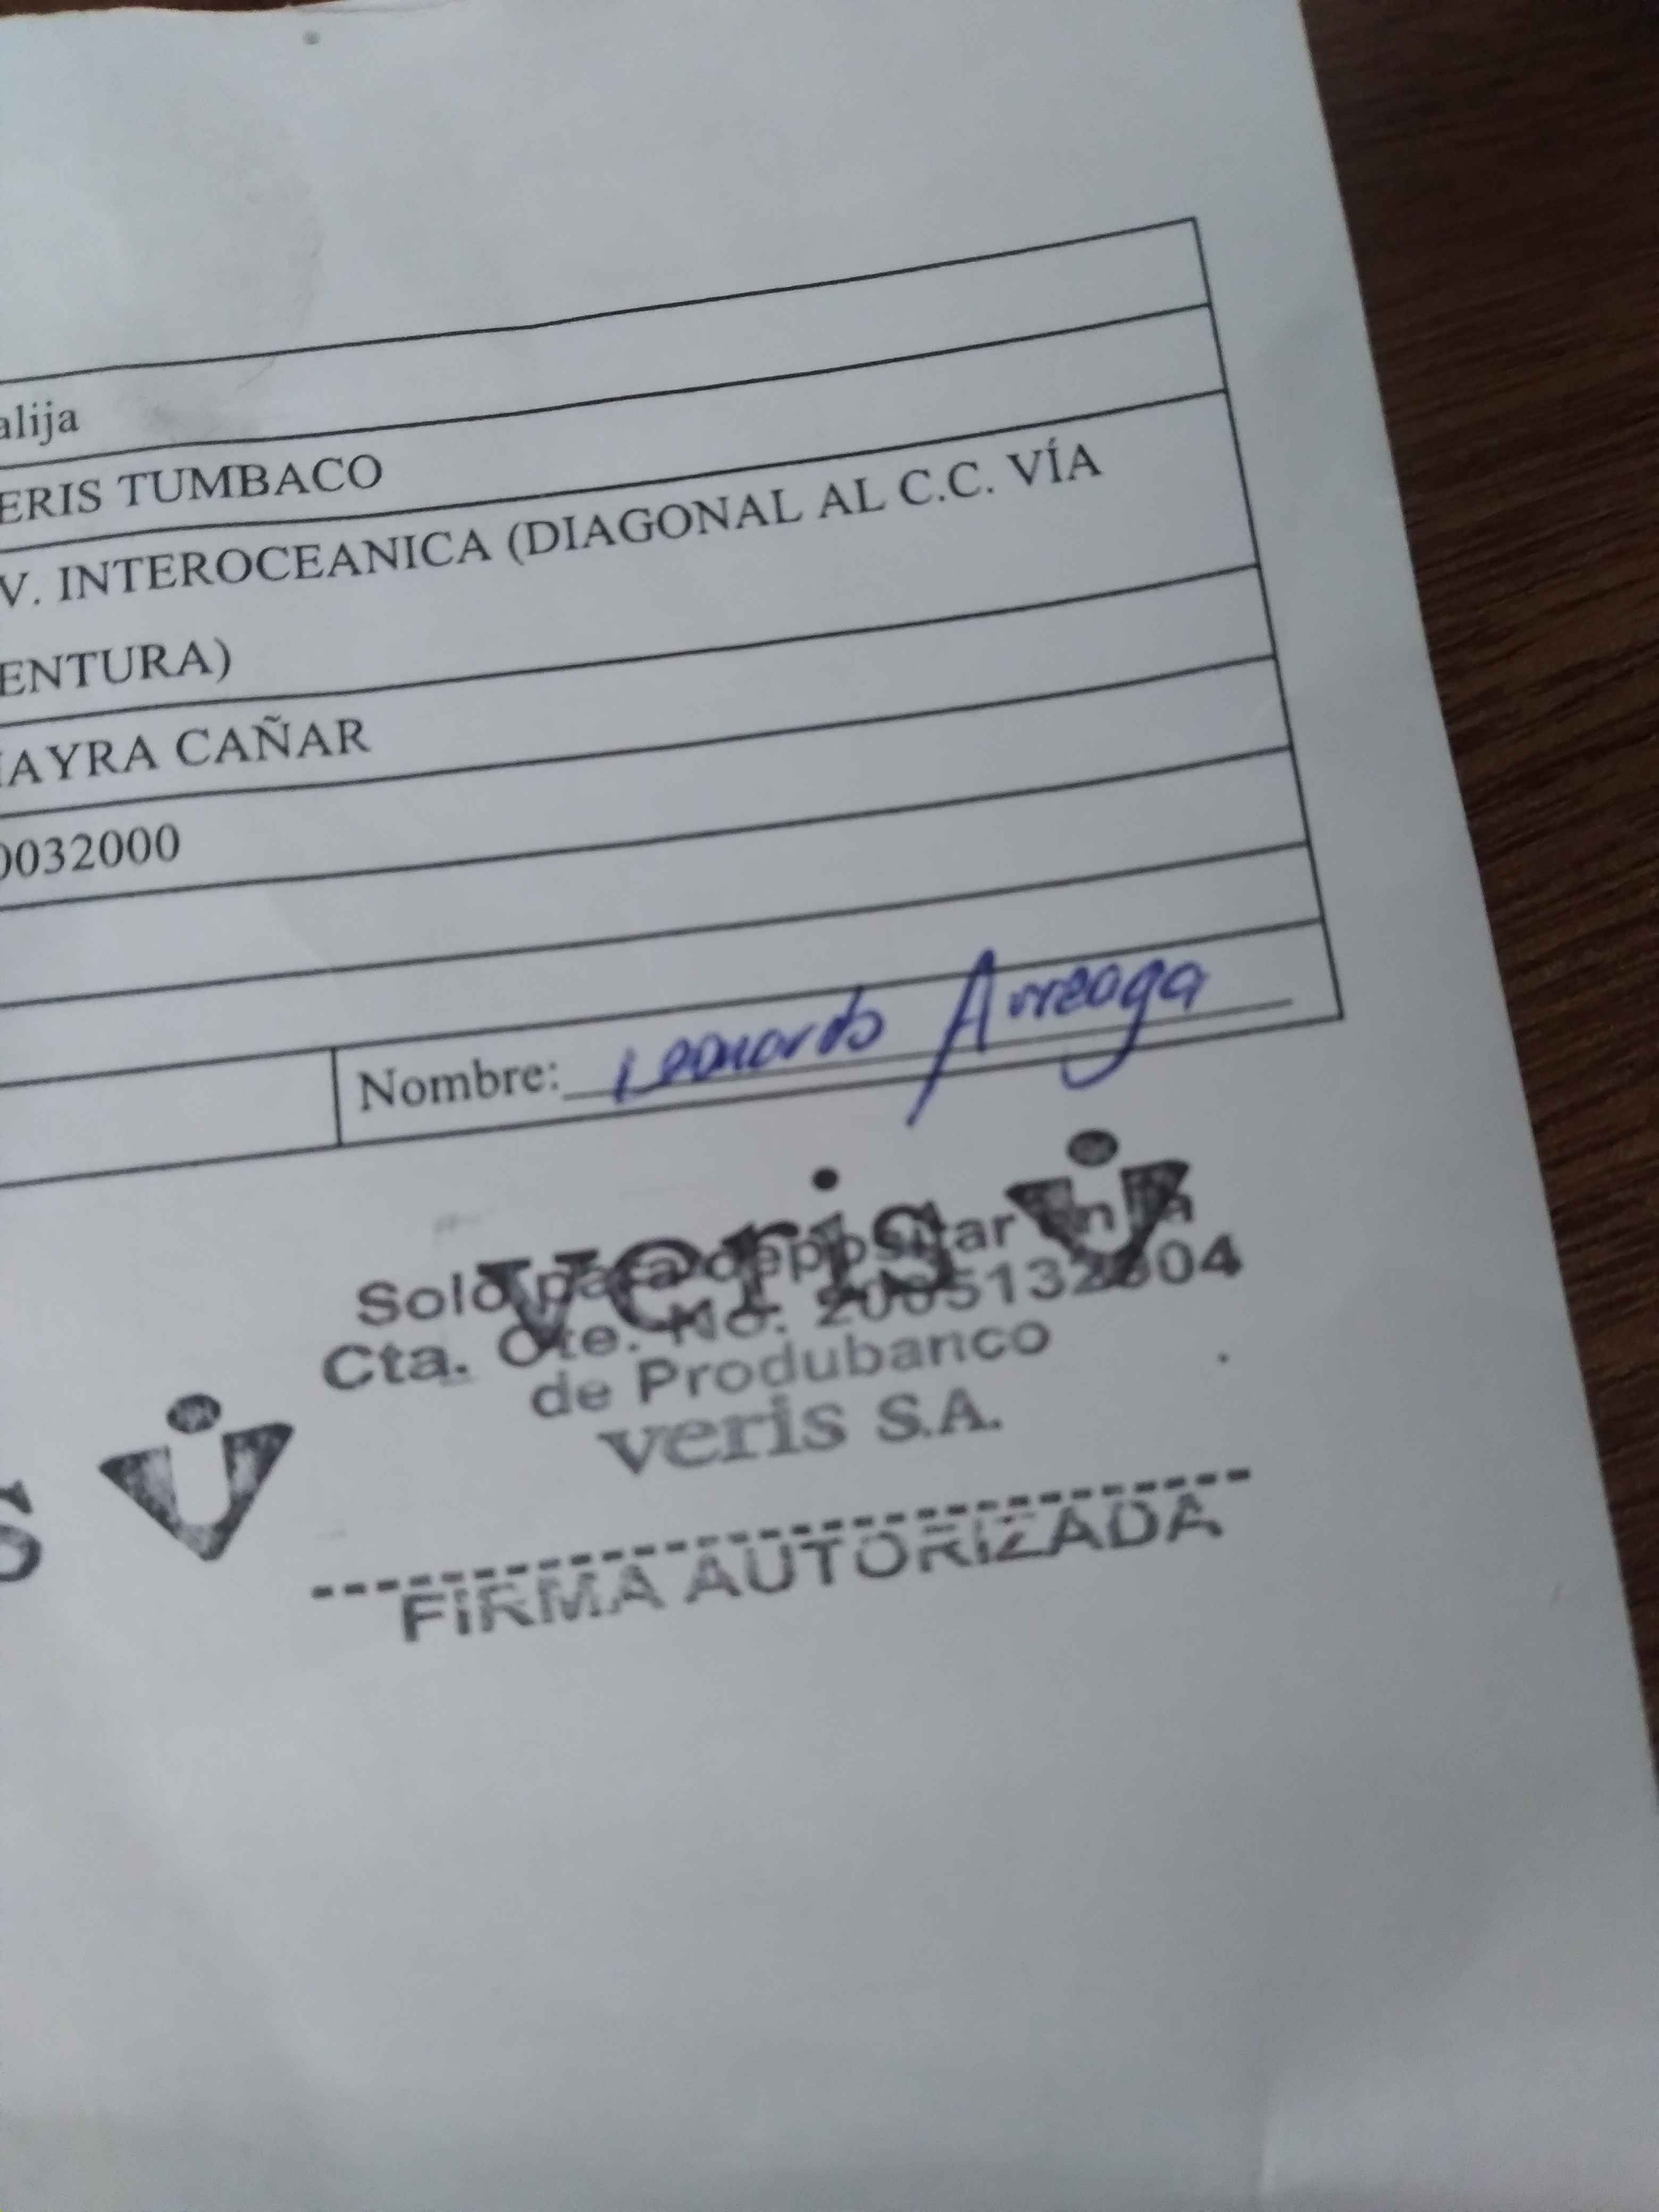 alija
ERIS TUMBACO
V. INTEROCEANICA (DIAGONAL AL C.C. VÍA
ENTURA)
AYRA CAÑAR
0032000
Nombre: Leonardo Arreaga
veris
Solo para depositar en la
Cta. Cte. No.
de Produbanco
veris S.A.
FIRMA AUTORIZADA
S